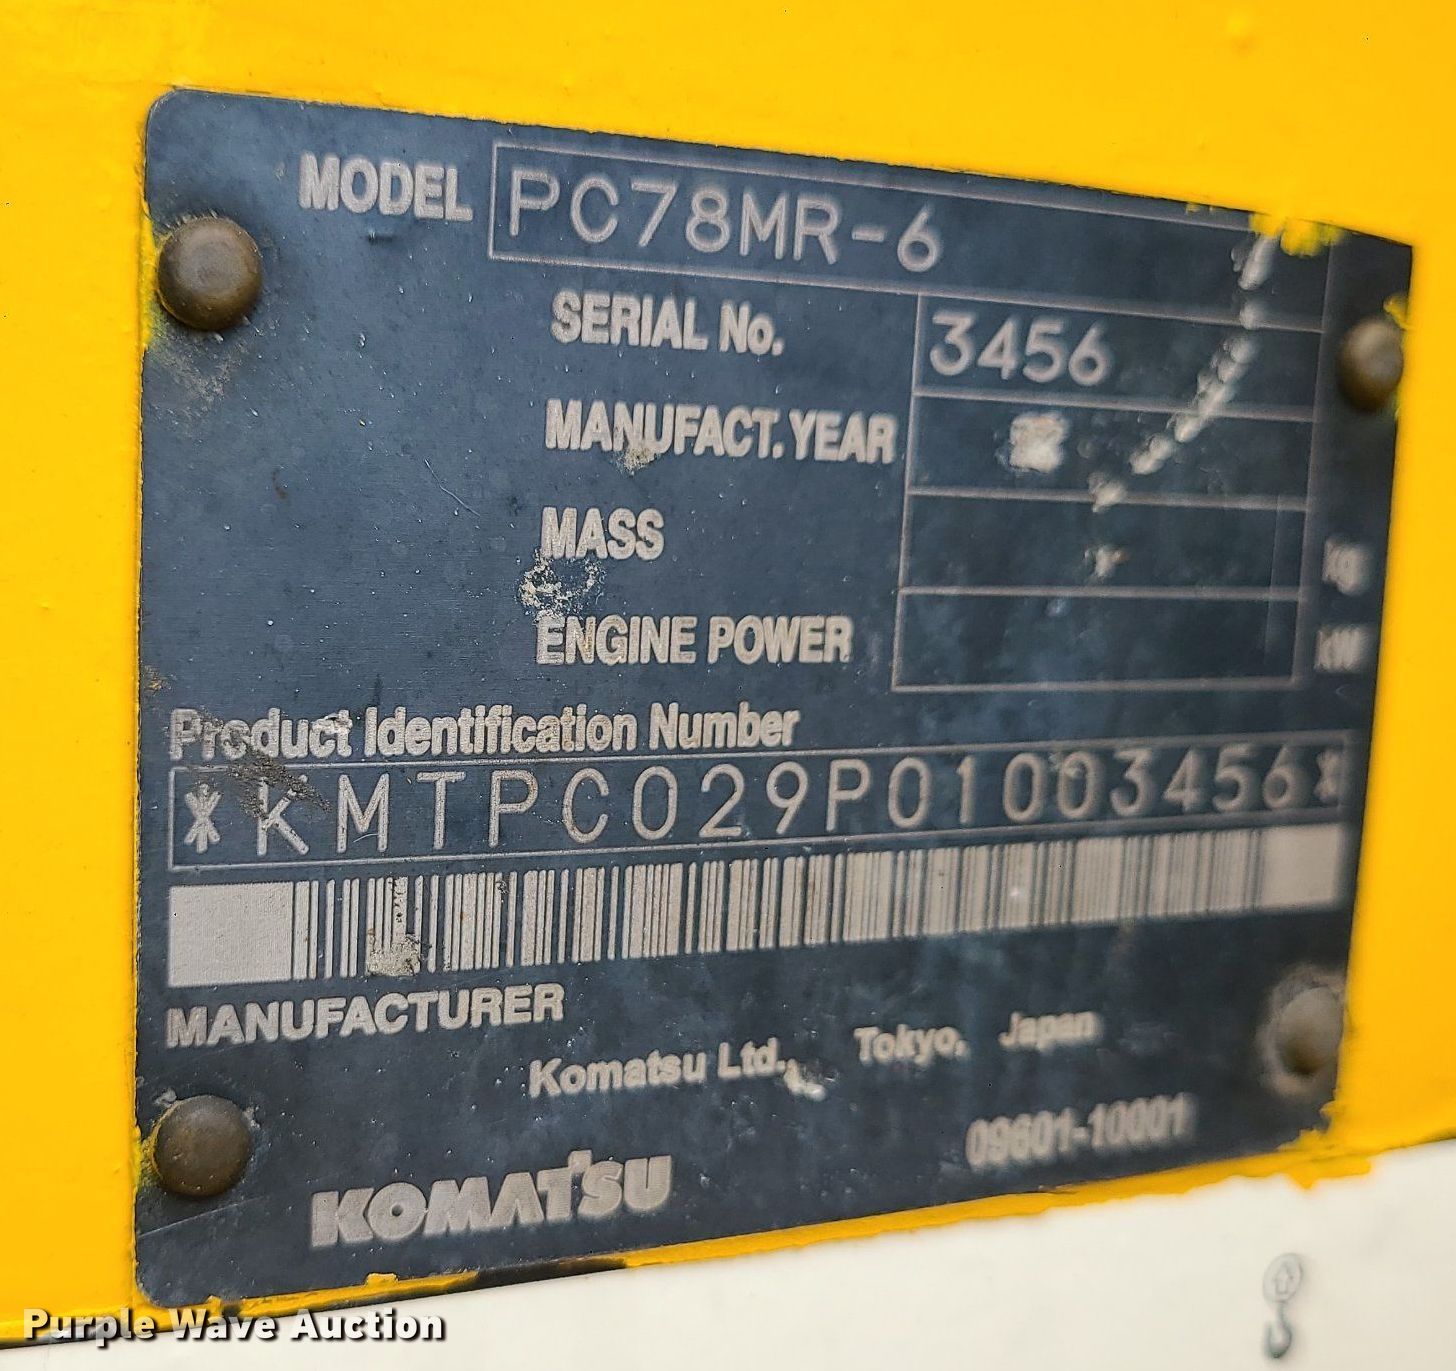 MODEL PC78MR-6
SERIAL No. 3456
MANUFACT. YEAR
MASS kg
ENGINE POWER kW
Product Identification Number
*KMTPC029P01003456*
MANUFACTURER
Komatsu Ltd., Tokyo, Japan
09601-10001
KOMATSU
Purple Wave Auction